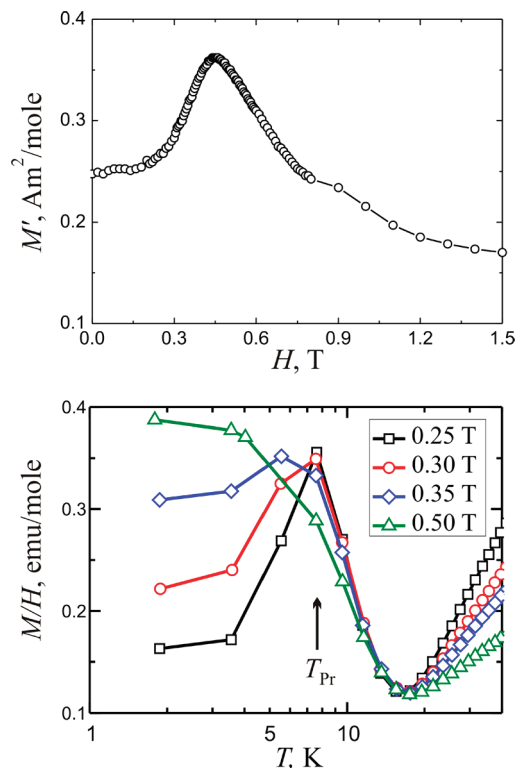 0.4
0.3
0.2
0.1
M′, Am²/mole
0.0 0.3 0.6 0.9 1.2 1.5
H, T
0.4
0.3
0.2
0.1
M/H, emu/mole
0.25 T
0.30 T
0.35 T
0.50 T
T_Pr
1 5 10
T, K